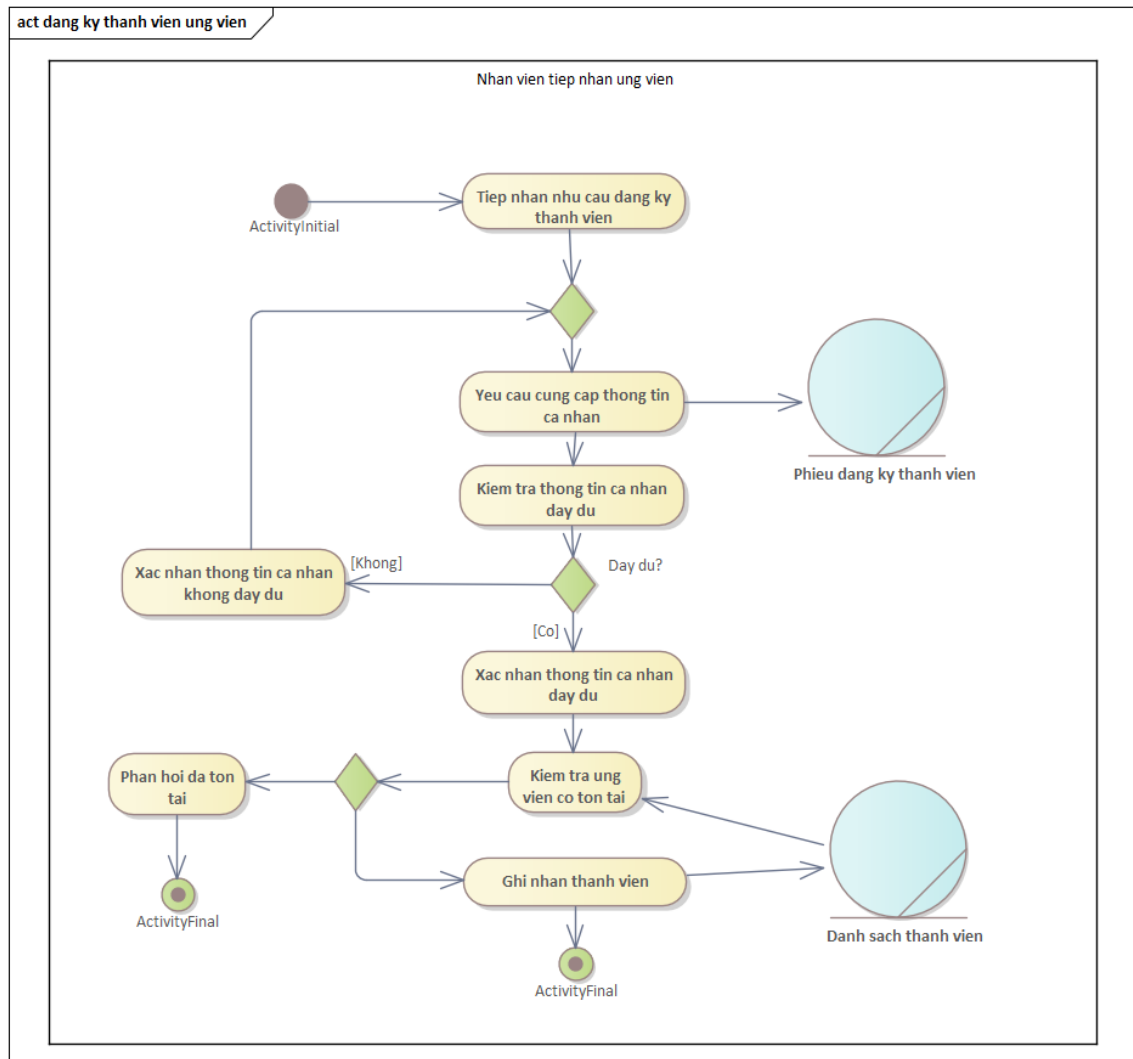 act dang ky thanh vien ung vien
Nhan vien tiep nhan ung vien
Tiep nhan nhu cau dang ky
thanh vien
ActivityInitial
Yeu cau cung cap thong tin
ca nhan
Phieu dang ky thanh vien
Kiem tra thong tin ca nhan
day du
Day du?
[Khong]
Xac nhan thong tin ca nhan
khong day du
[Co]
Xac nhan thong tin ca nhan
day du
Kiem tra ung
vien co ton tai
Phan hoi da ton
tai
Ghi nhan thanh vien
Danh sach thanh vien
ActivityFinal
ActivityFinal